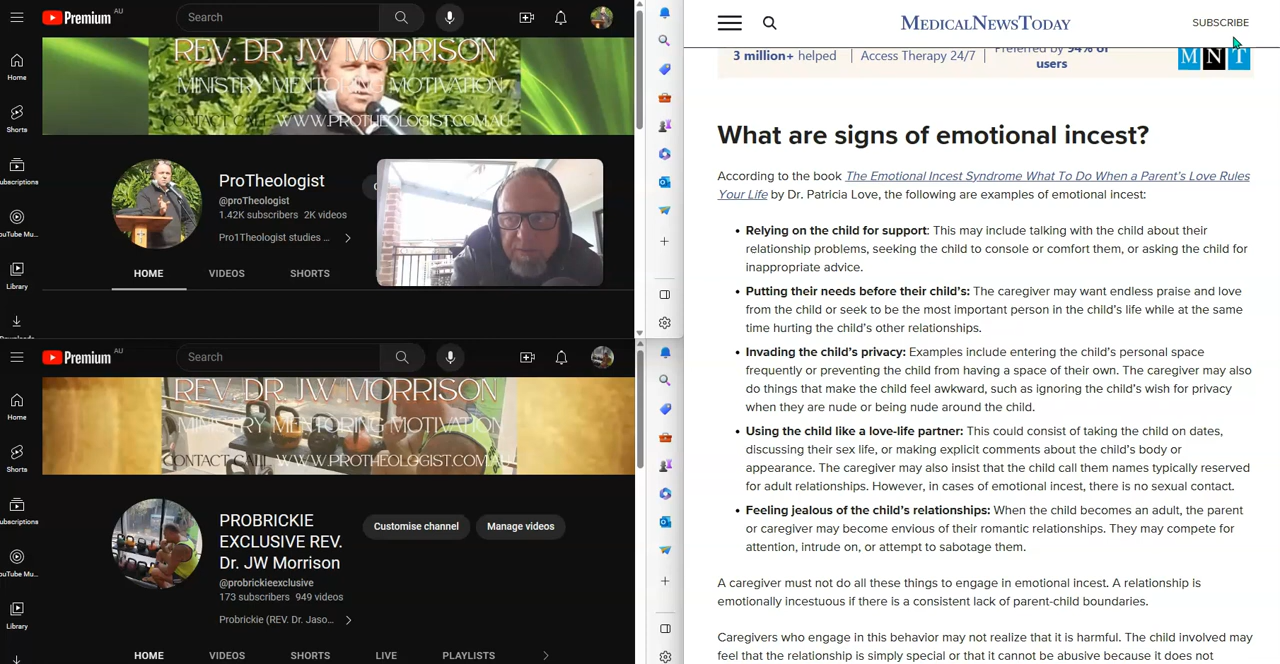 Premium AU
Search
REV. DR. JW MORRISON
MINISTRY MENTORING MOTIVATION
CONTACT CALL WWW.PROTHEOLOGIST.COM.AU
Home
Shorts
ubscriptions
ouTube Mu...
Library
ProTheologist
@proTheologist
1.42K subscribers 2K videos
Pro1Theologist studies ...
HOME VIDEOS SHORTS
Premium AU
Search
REV. DR. JW MORRISON
MINISTRY MENTORING MOTIVATION
CONTACT CALL WWW.PROTHEOLOGIST.COM.AU
Home
Shorts
ubscriptions
ouTube Mu...
Library
PROBRICKIE
EXCLUSIVE REV.
Dr. JW Morrison
Customise channel
Manage videos
@probrickieexclusive
173 subscribers 949 videos
Probrickie (REV. Dr. Jaso...
HOME VIDEOS SHORTS LIVE PLAYLISTS
MEDICALNEWSTODAY
SUBSCRIBE
3 million+ helped
Access Therapy 24/7
Preferred by 94% of
users
MNT
What are signs of emotional incest?
According to the book The Emotional Incest Syndrome What To Do When a Parent's Love Rules
Your Life by Dr. Patricia Love, the following are examples of emotional incest:
• Relying on the child for support: This may include talking with the child about their
relationship problems, seeking the child to console or comfort them, or asking the child for
inappropriate advice.
• Putting their needs before their child's: The caregiver may want endless praise and love
from the child or seek to be the most important person in the child's life while at the same
time hurting the child's other relationships.
• Invading the child's privacy: Examples include entering the child's personal space
frequently or preventing the child from having a space of their own. The caregiver may also
do things that make the child feel awkward, such as ignoring the child's wish for privacy
when they are nude or being nude around the child.
• Using the child like a love-life partner: This could consist of taking the child on dates,
discussing their sex life, or making explicit comments about the child's body or
appearance. The caregiver may also insist that the child call them names typically reserved
for adult relationships. However, in cases of emotional incest, there is no sexual contact.
• Feeling jealous of the child's relationships: When the child becomes an adult, the parent
or caregiver may become envious of their romantic relationships. They may compete for
attention, intrude on, or attempt to sabotage them.
A caregiver must not do all these things to engage in emotional incest. A relationship is
emotionally incestuous if there is a consistent lack of parent-child boundaries.
Caregivers who engage in this behavior may not realize that it is harmful. The child involved may
feel that the relationship is simply special or that it cannot be abusive because it does not